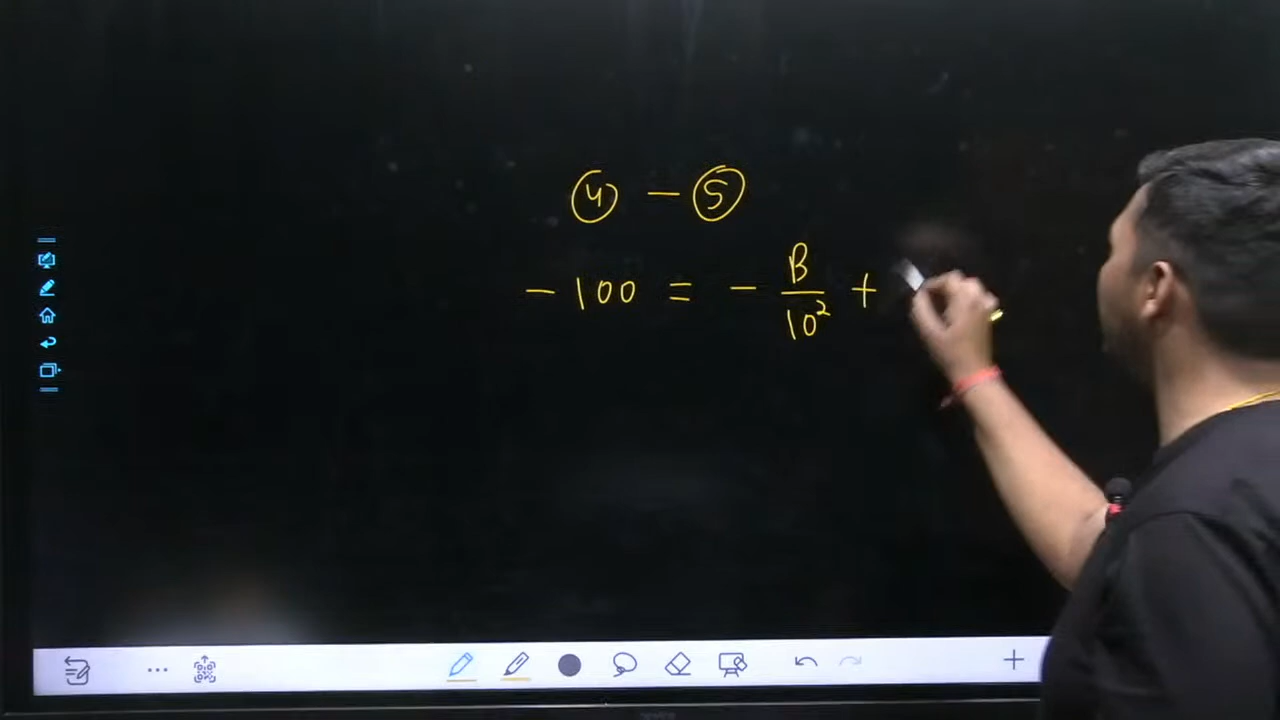 ④ - ⑤
- 100 = - B/10² +